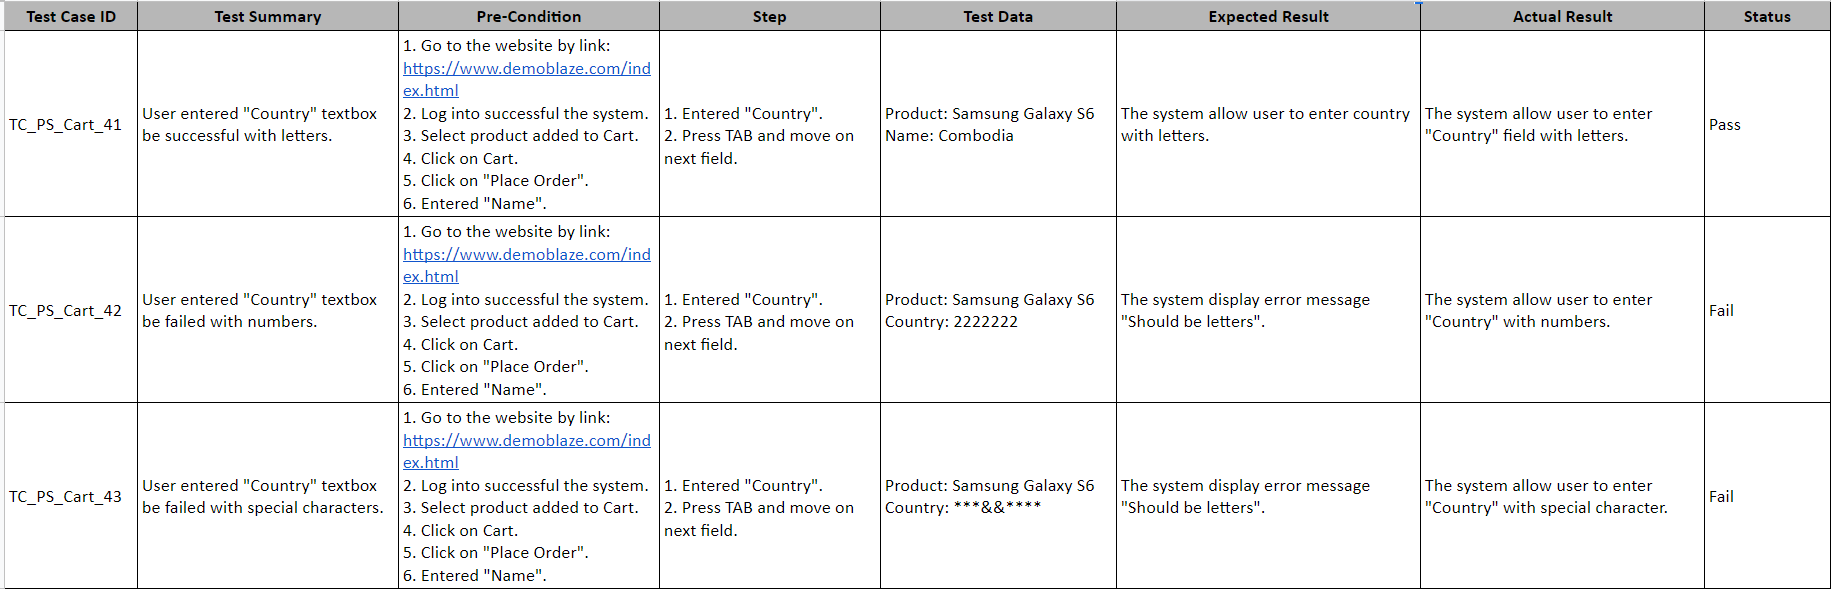 Test Case ID
Test Summary
Pre-Condition
Step
Test Data
Expected Result
Actual Result
Status
TC_PS_Cart_41
User entered "Country" textbox
be successful with letters.
1. Go to the website by link:
https://www.demoblaze.com/ind
ex.html
2. Log into successful the system.
3. Select product added to Cart.
4. Click on Cart.
5. Click on "Place Order".
6. Entered "Name".
1. Entered "Country".
2. Press TAB and move on
next field.
Product: Samsung Galaxy S6
Name: Combodia
The system allow user to enter country
with letters.
The system allow user to enter
"Country" field with letters.
Pass
TC_PS_Cart_42
User entered "Country" textbox
be failed with numbers.
1. Go to the website by link:
https://www.demoblaze.com/ind
ex.html
2. Log into successful the system.
3. Select product added to Cart.
4. Click on Cart.
5. Click on "Place Order".
6. Entered "Name".
1. Entered "Country".
2. Press TAB and move on
next field.
Product: Samsung Galaxy S6
Country: 2222222
The system display error message
"Should be letters".
The system allow user to enter
"Country" with numbers.
Fail
TC_PS_Cart_43
User entered "Country" textbox
be failed with special characters.
1. Go to the website by link:
https://www.demoblaze.com/ind
ex.html
2. Log into successful the system.
3. Select product added to Cart.
4. Click on Cart.
5. Click on "Place Order".
6. Entered "Name".
1. Entered "Country".
2. Press TAB and move on
next field.
Product: Samsung Galaxy S6
Country: ***&&****
The system display error message
"Should be letters".
The system allow user to enter
"Country" with special character.
Fail